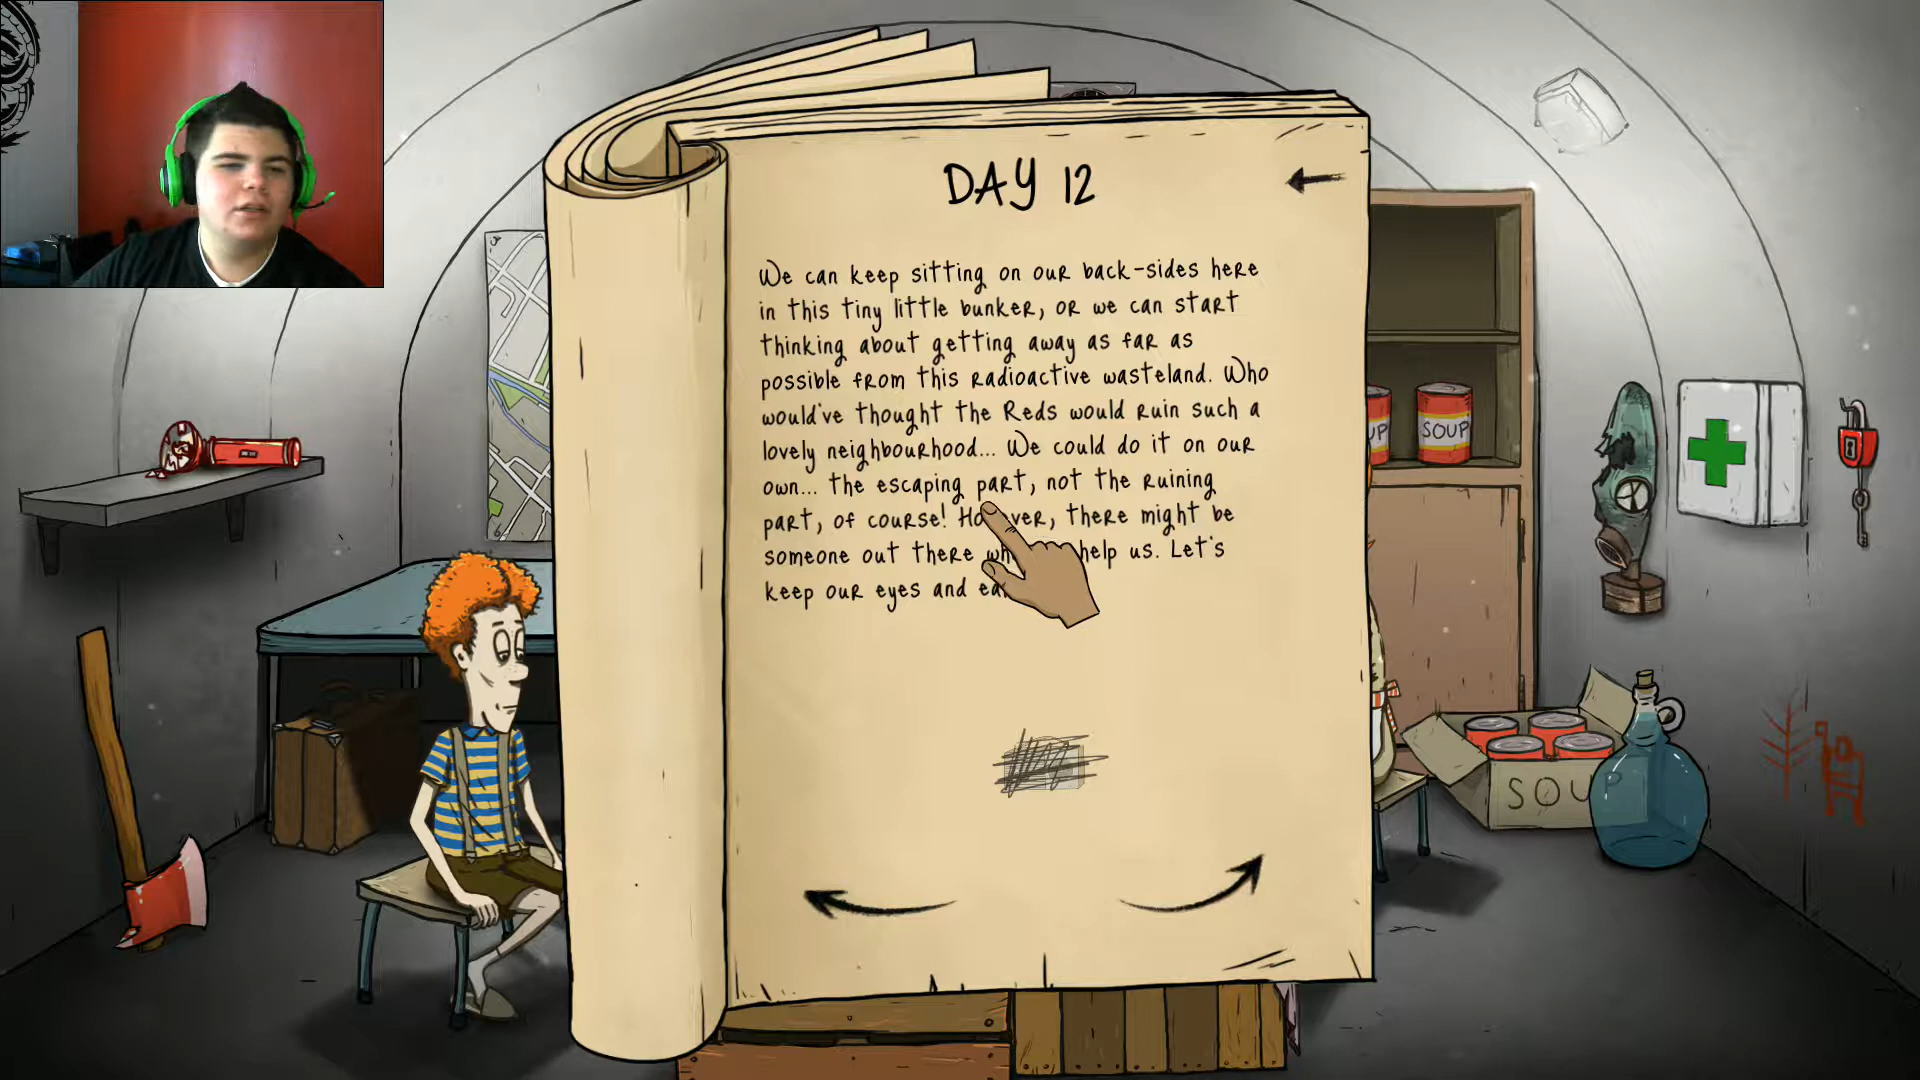 DAY 12
We can keep sitting on our back-sides here
in this tiny little bunker, or we can start
thinking about getting away as far as
possible from this radioactive wasteland. Who
would've thought the Reds would ruin such a
lovely neighbourhood... We could do it on our
own... the escaping part, not the ruining
part, of course! However, there might be
someone out there help us. Let's
keep our eyes and
UP
SOUP
SOU